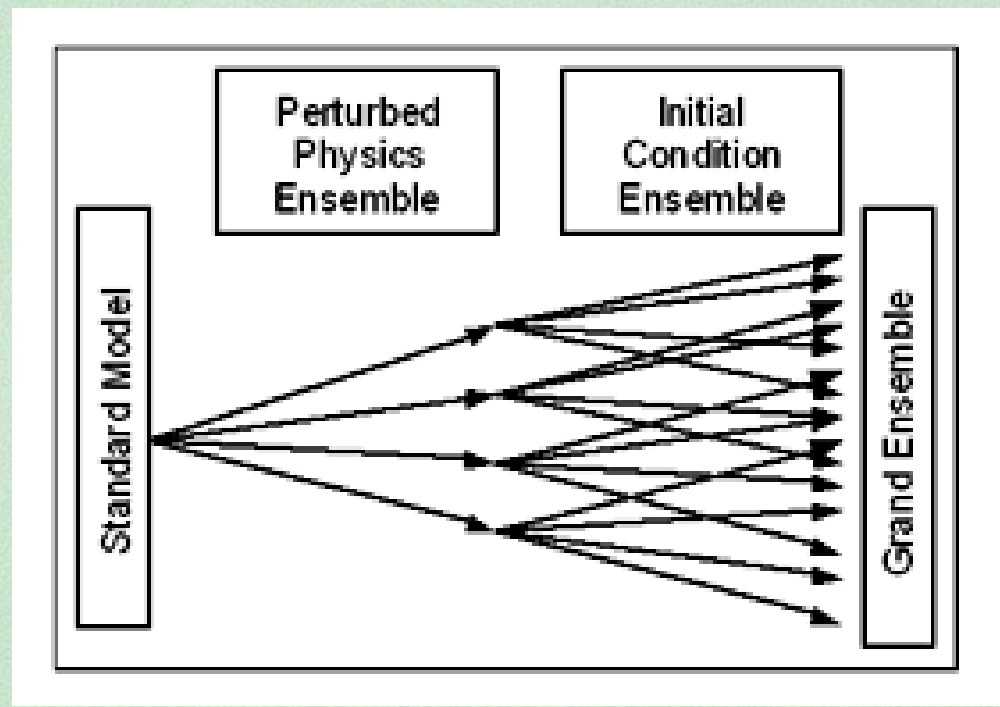 Perturbed
Physics
Ensemble
Initial
Condition
Ensemble
Standard Model
Grand Ensemble